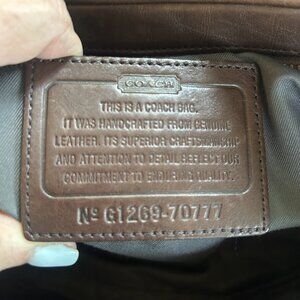 COACH
THIS IS A COACH BAG.
IT WAS HANDCRAFTED FROM GENUINE
LEATHER. ITS SUPERIOR CRAFTSMANSHIP
AND ATTENTION TO DETAIL REFLECT OUR
COMMITMENT TO ENDURING QUALITY.
Nº G1269-70777